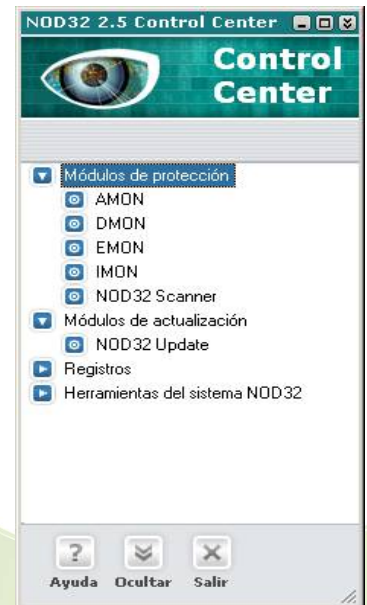 NOD32 2.5 Control Center
Control
Center
Módulos de protección
AMON
DMON
EMON
IMON
NOD32 Scanner
Módulos de actualización
NOD32 Update
Registros
Herramientas del sistema NOD32
?
Ayuda Ocultar Salir